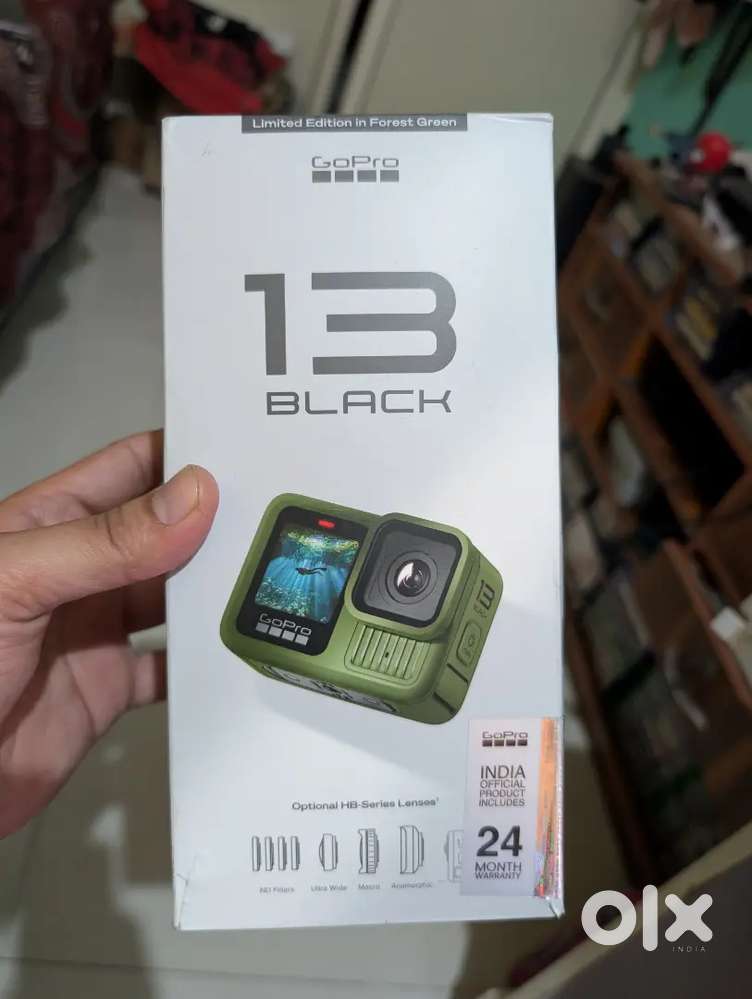 Limited Edition in Forest Green
GoPro
13
BLACK
GoPro
Optional HB-Series Lenses¹
ND Filters Ultra Wide Macro Anamorphic
GoPro
INDIA
OFFICIAL
PRODUCT
INCLUDES
24
MONTH
WARRANTY
olx
INDIA